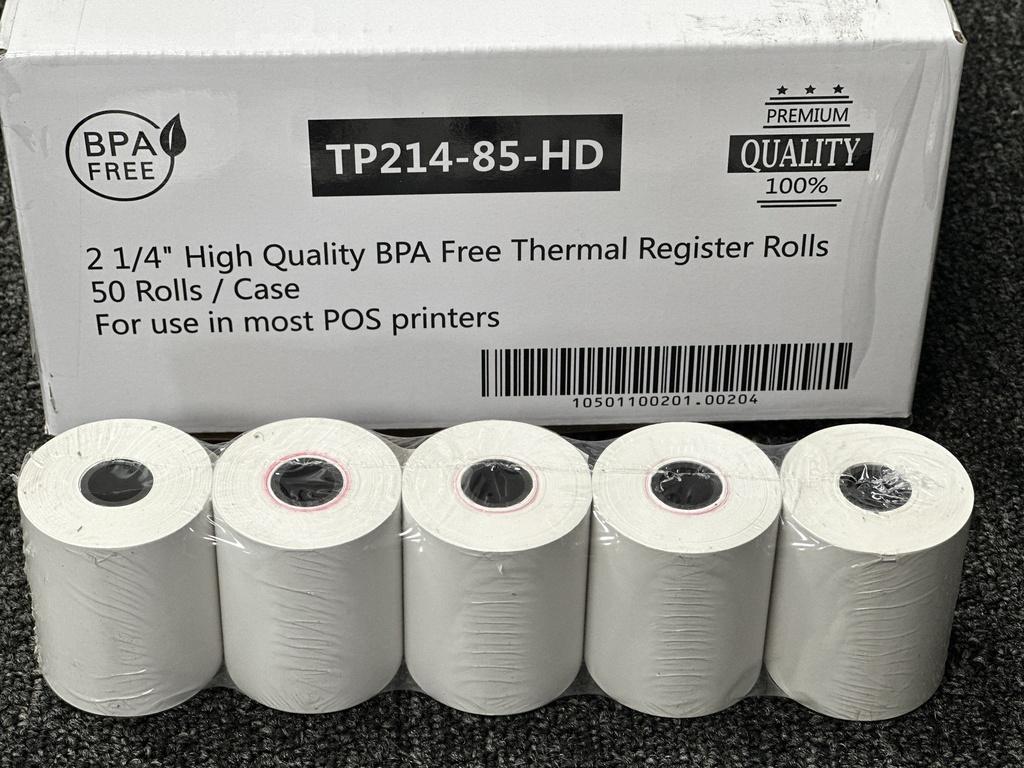 BPA
FREE
TP214-85-HD
PREMIUM
QUALITY
100%
2 1/4" High Quality BPA Free Thermal Register Rolls
50 Rolls / Case
For use in most POS printers
10501100201.00204